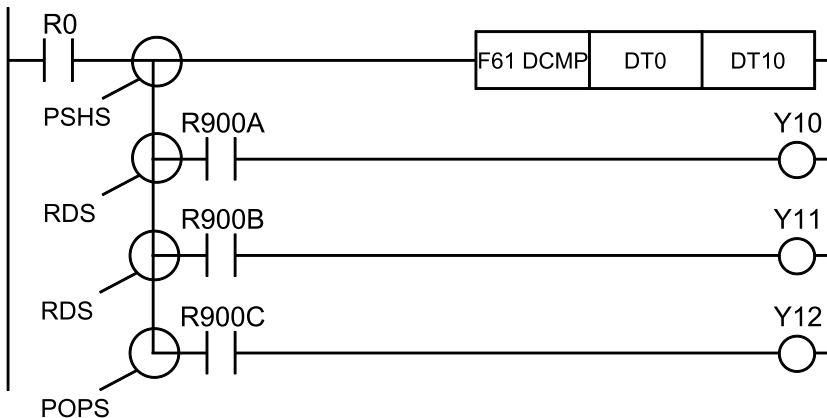 R0
F61 DCMP DT0 DT10
PSHS
R900A Y10
RDS
R900B Y11
RDS
R900C Y12
POPS